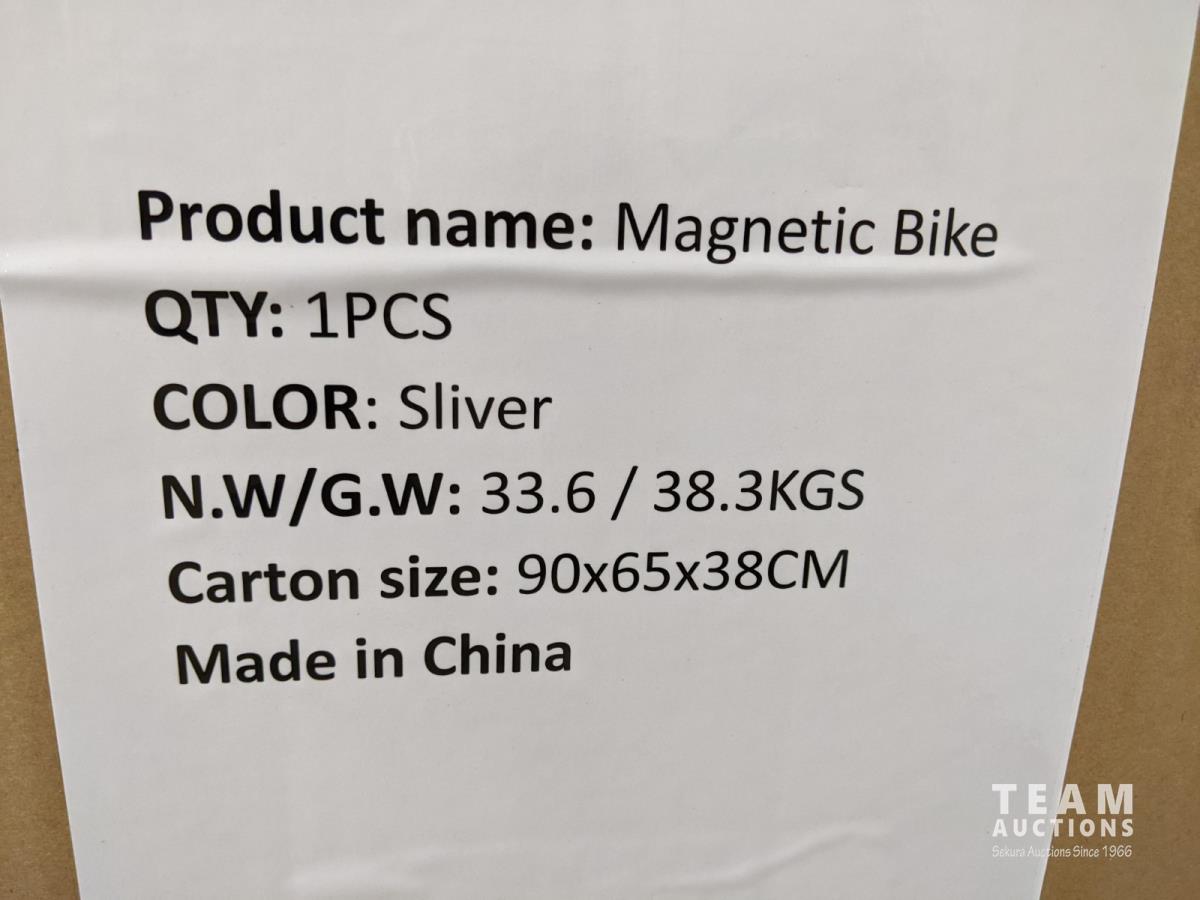 Product name: Magnetic Bike
QTY: 1PCS
COLOR: Sliver
N.W/G.W: 33.6 / 38.3KGS
Carton size: 90x65x38CM
Made in China
TEAM
AUCTIONS
Sekura Auctions Since 1966